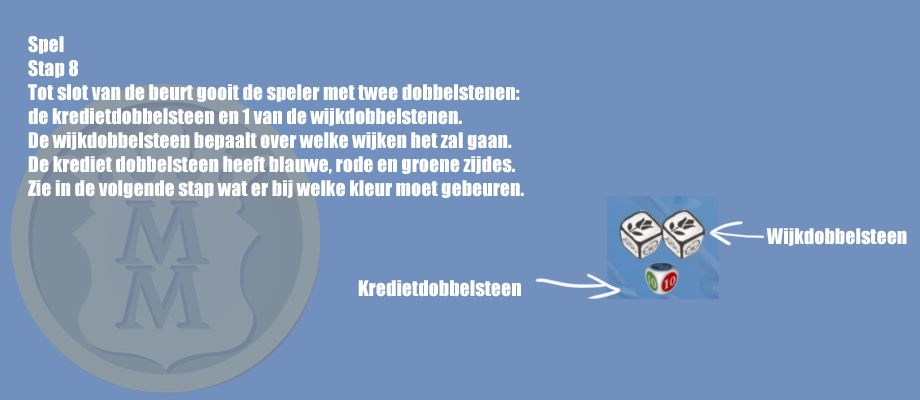 Spel
Stap 8
Tot slot van de beurt gooit de speler met twee dobbelstenen:
de kredietdobbelsteen en 1 van de wijkdobbelstenen.
De wijkdobbelsteen bepaalt over welke wijken het zal gaan.
De krediet dobbelsteen heeft blauwe, rode en groene zijdes.
Zie in de volgende stap wat er bij welke kleur moet gebeuren.
Wijkdobbelsteen
Kredietdobbelsteen
10
M
M